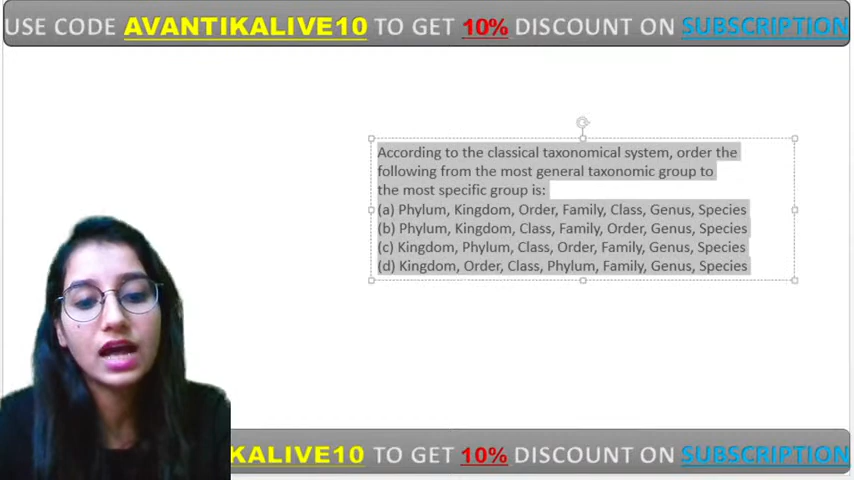 USE CODE AVANTIKALIVE10 TO GET 10% DISCOUNT ON SUBSCRIPTION
According to the classical taxonomical system, order the
following from the most general taxonomic group to
the most specific group is:
(a) Phylum, Kingdom, Order, Family, Class, Genus, Species
(b) Phylum, Kingdom, Class, Family, Order, Genus, Species
(c) Kingdom, Phylum, Class, Order, Family, Genus, Species
(d) Kingdom, Order, Class, Phylum, Family, Genus, Species
KALIVE10 TO GET 10% DISCOUNT ON SUBSCRIPTION